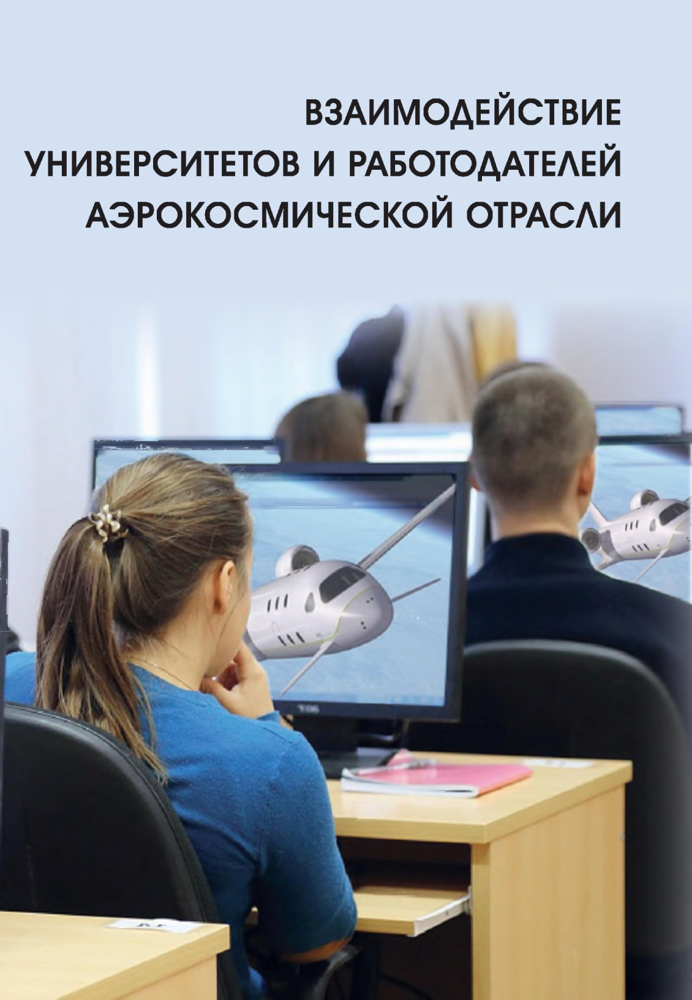 ВЗАИМОДЕЙСТВИЕ
УНИВЕРСИТЕТОВ И РАБОТОДАТЕЛЕЙ
АЭРОКОСМИЧЕСКОЙ ОТРАСЛИ